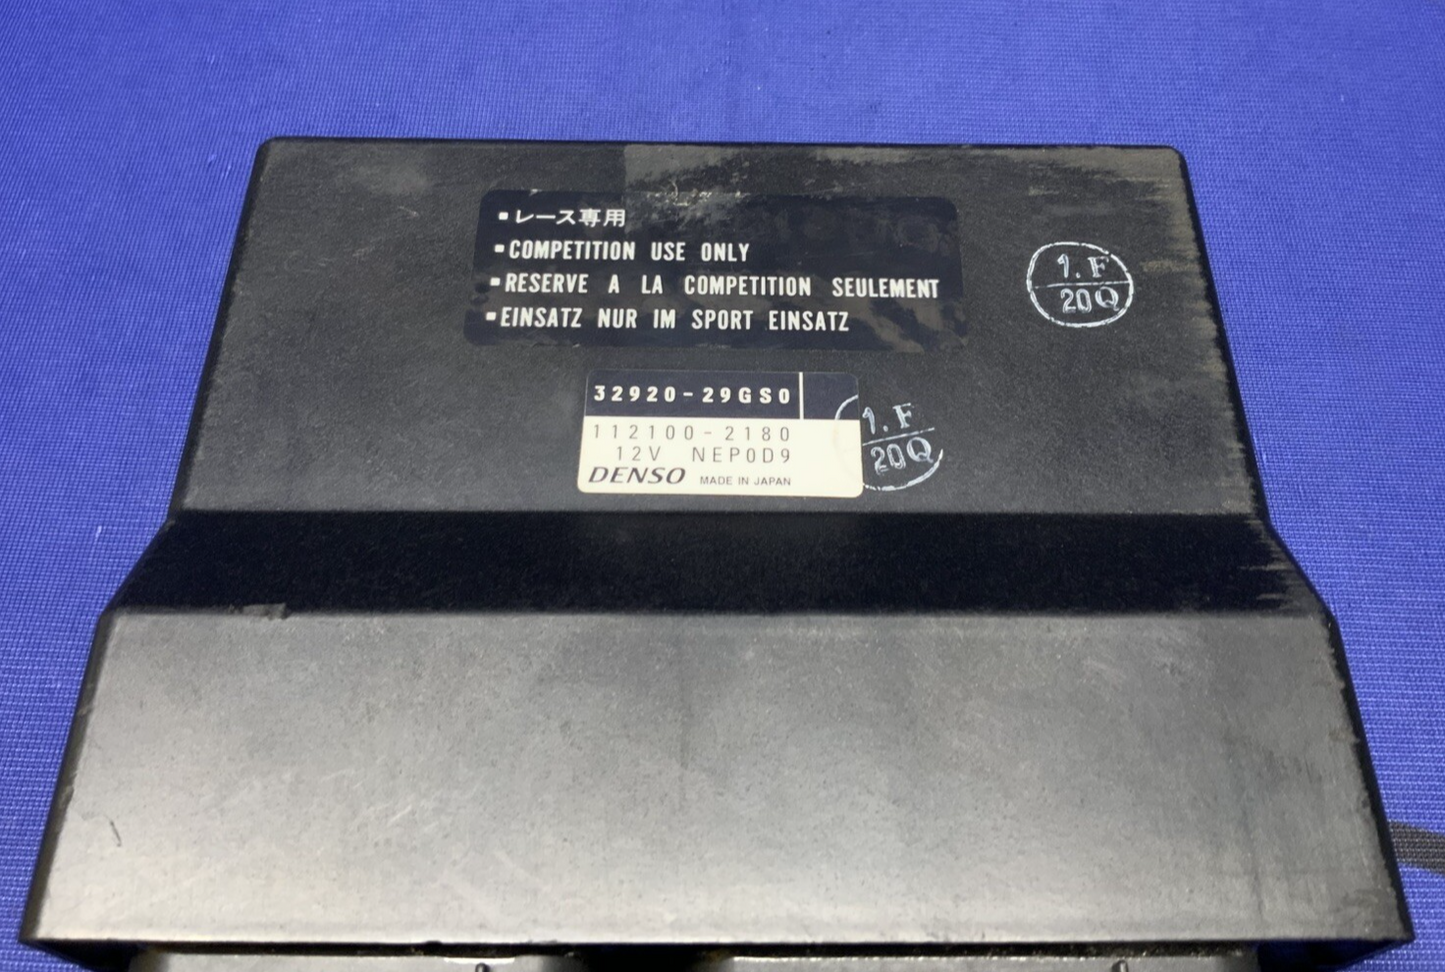 ▪レース専用
▪COMPETITION USE ONLY
▪RESERVE A LA COMPETITION SEULEMENT
▪EINSATZ NUR IM SPORT EINSATZ
1. F
20Q
32920-29GS0
112100-2180
12V NEP0D9
DENSO MADE IN JAPAN
1. F
20Q